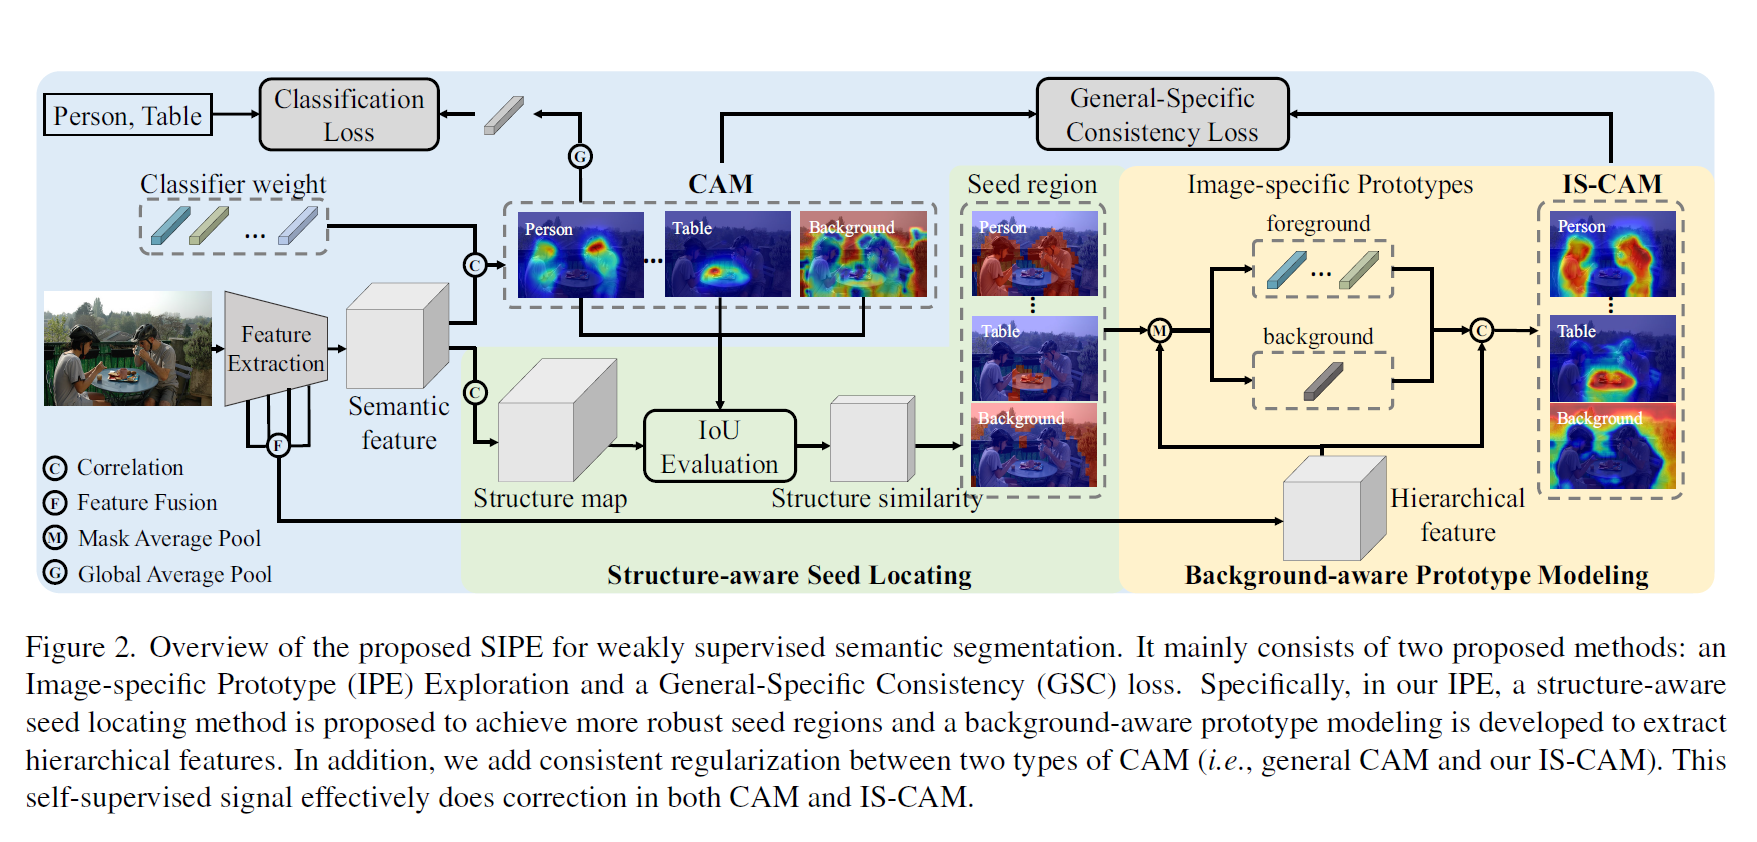 Person, Table
Classification
Loss
General-Specific
Consistency Loss
G
Classifier weight
CAM
Seed region
Image-specific Prototypes
IS-CAM
Person
Table
Background
...
...
C
Person
Table
Background
foreground
...
background
M
C
Person
Table
Background
Feature
Extraction
Semantic
feature
C
F
Structure map
IoU
Evaluation
Structure similarity
Hierarchical
feature
C Correlation
F Feature Fusion
M Mask Average Pool
G Global Average Pool
Structure-aware Seed Locating
Background-aware Prototype Modeling
Figure 2. Overview of the proposed SIPE for weakly supervised semantic segmentation. It mainly consists of two proposed methods: an
Image-specific Prototype (IPE) Exploration and a General-Specific Consistency (GSC) loss. Specifically, in our IPE, a structure-aware
seed locating method is proposed to achieve more robust seed regions and a background-aware prototype modeling is developed to extract
hierarchical features. In addition, we add consistent regularization between two types of CAM (i.e., general CAM and our IS-CAM). This
self-supervised signal effectively does correction in both CAM and IS-CAM.